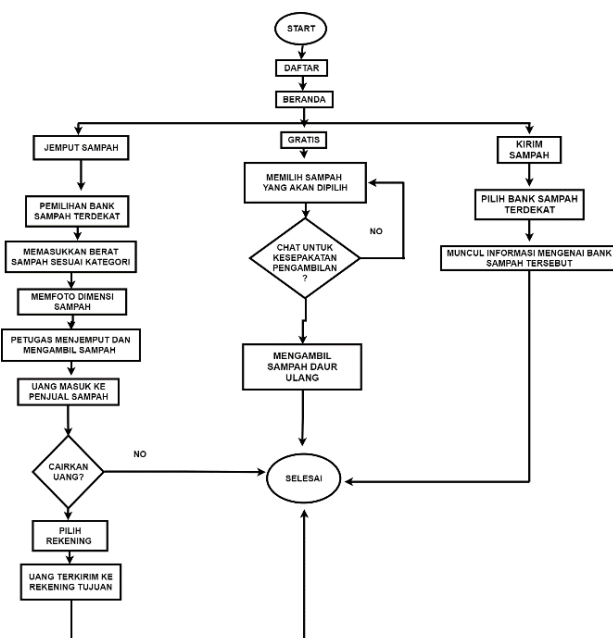 START
DAFTAR
BERANDA
JEMPUT SAMPAH
GRATIS
KIRIM
SAMPAH
MEMILIH SAMPAH
YANG AKAN DIPILIH
PEMILIHAN BANK
SAMPAH TERDEKAT
PILIH BANK SAMPAH
TERDEKAT
NO
CHAT UNTUK
KESEPAKATAN
PENGAMBILAN
?
MEMASUKKAN BERAT
SAMPAH SESUAI KATEGORI
MUNCUL INFORMASI MENGENAI BANK
SAMPAH TERSEBUT
MEMFOTO DIMENSI
SAMPAH
PETUGAS MENJEMPUT DAN
MENGAMBIL SAMPAH
MENGAMBIL
SAMPAH DAUR
ULANG
UANG MASUK KE
PENJUAL SAMPAH
NO
CAIRKAN
UANG?
SELESAI
PILIH
REKENING
UANG TERKIRIM KE
REKENING TUJUAN